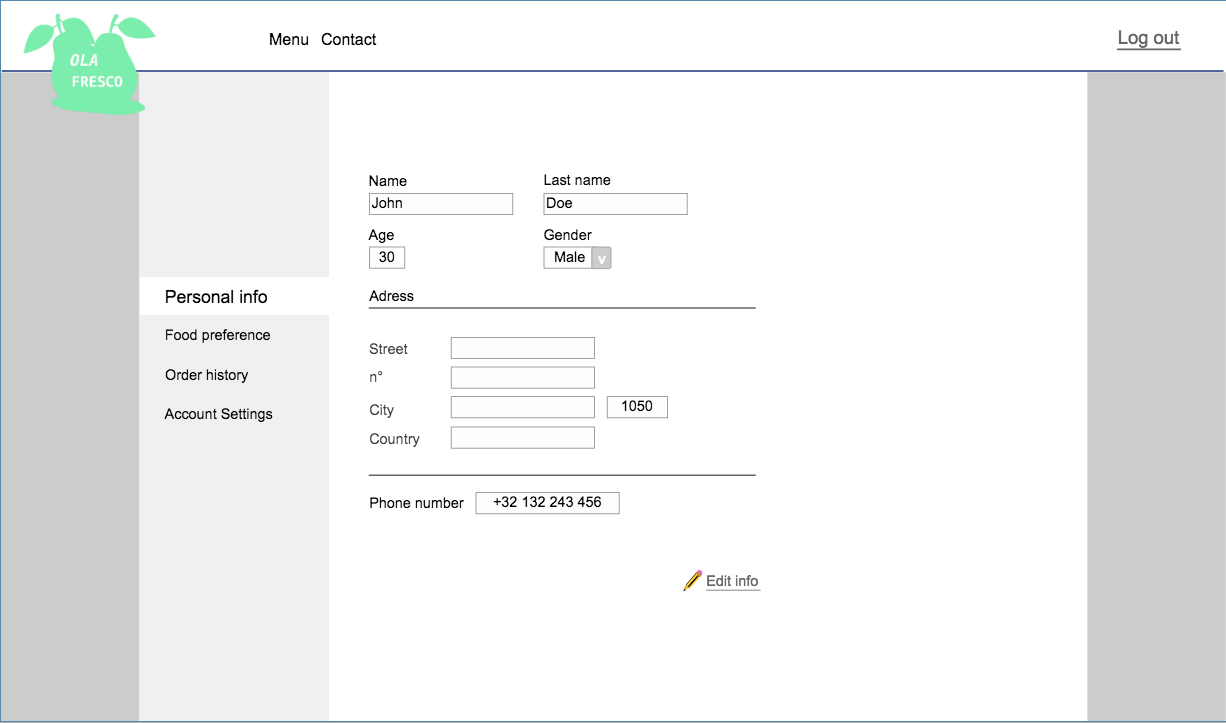 OLA
FRESCO
Menu Contact
Log out
Name Last name
John Doe
Age Gender
30 Male v
Personal info
Food preference
Order history
Account Settings
Adress
Street
n°
City 1050
Country
Phone number +32 132 243 456
Edit info